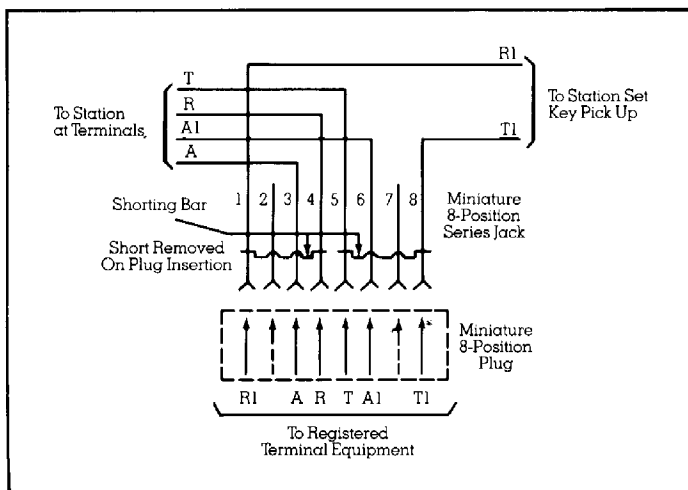 R1
T
R
To Station
at Terminals,
A1
A
To Station Set
Key Pick Up
T1
1 2 3 4 5 6 7 8
Shorting Bar
Miniature
8-Position
Series Jack
Short Removed
On Plug Insertion
Miniature
8-Position
Plug
R1 A R T A1 T1
To Registered
Terminal Equipment